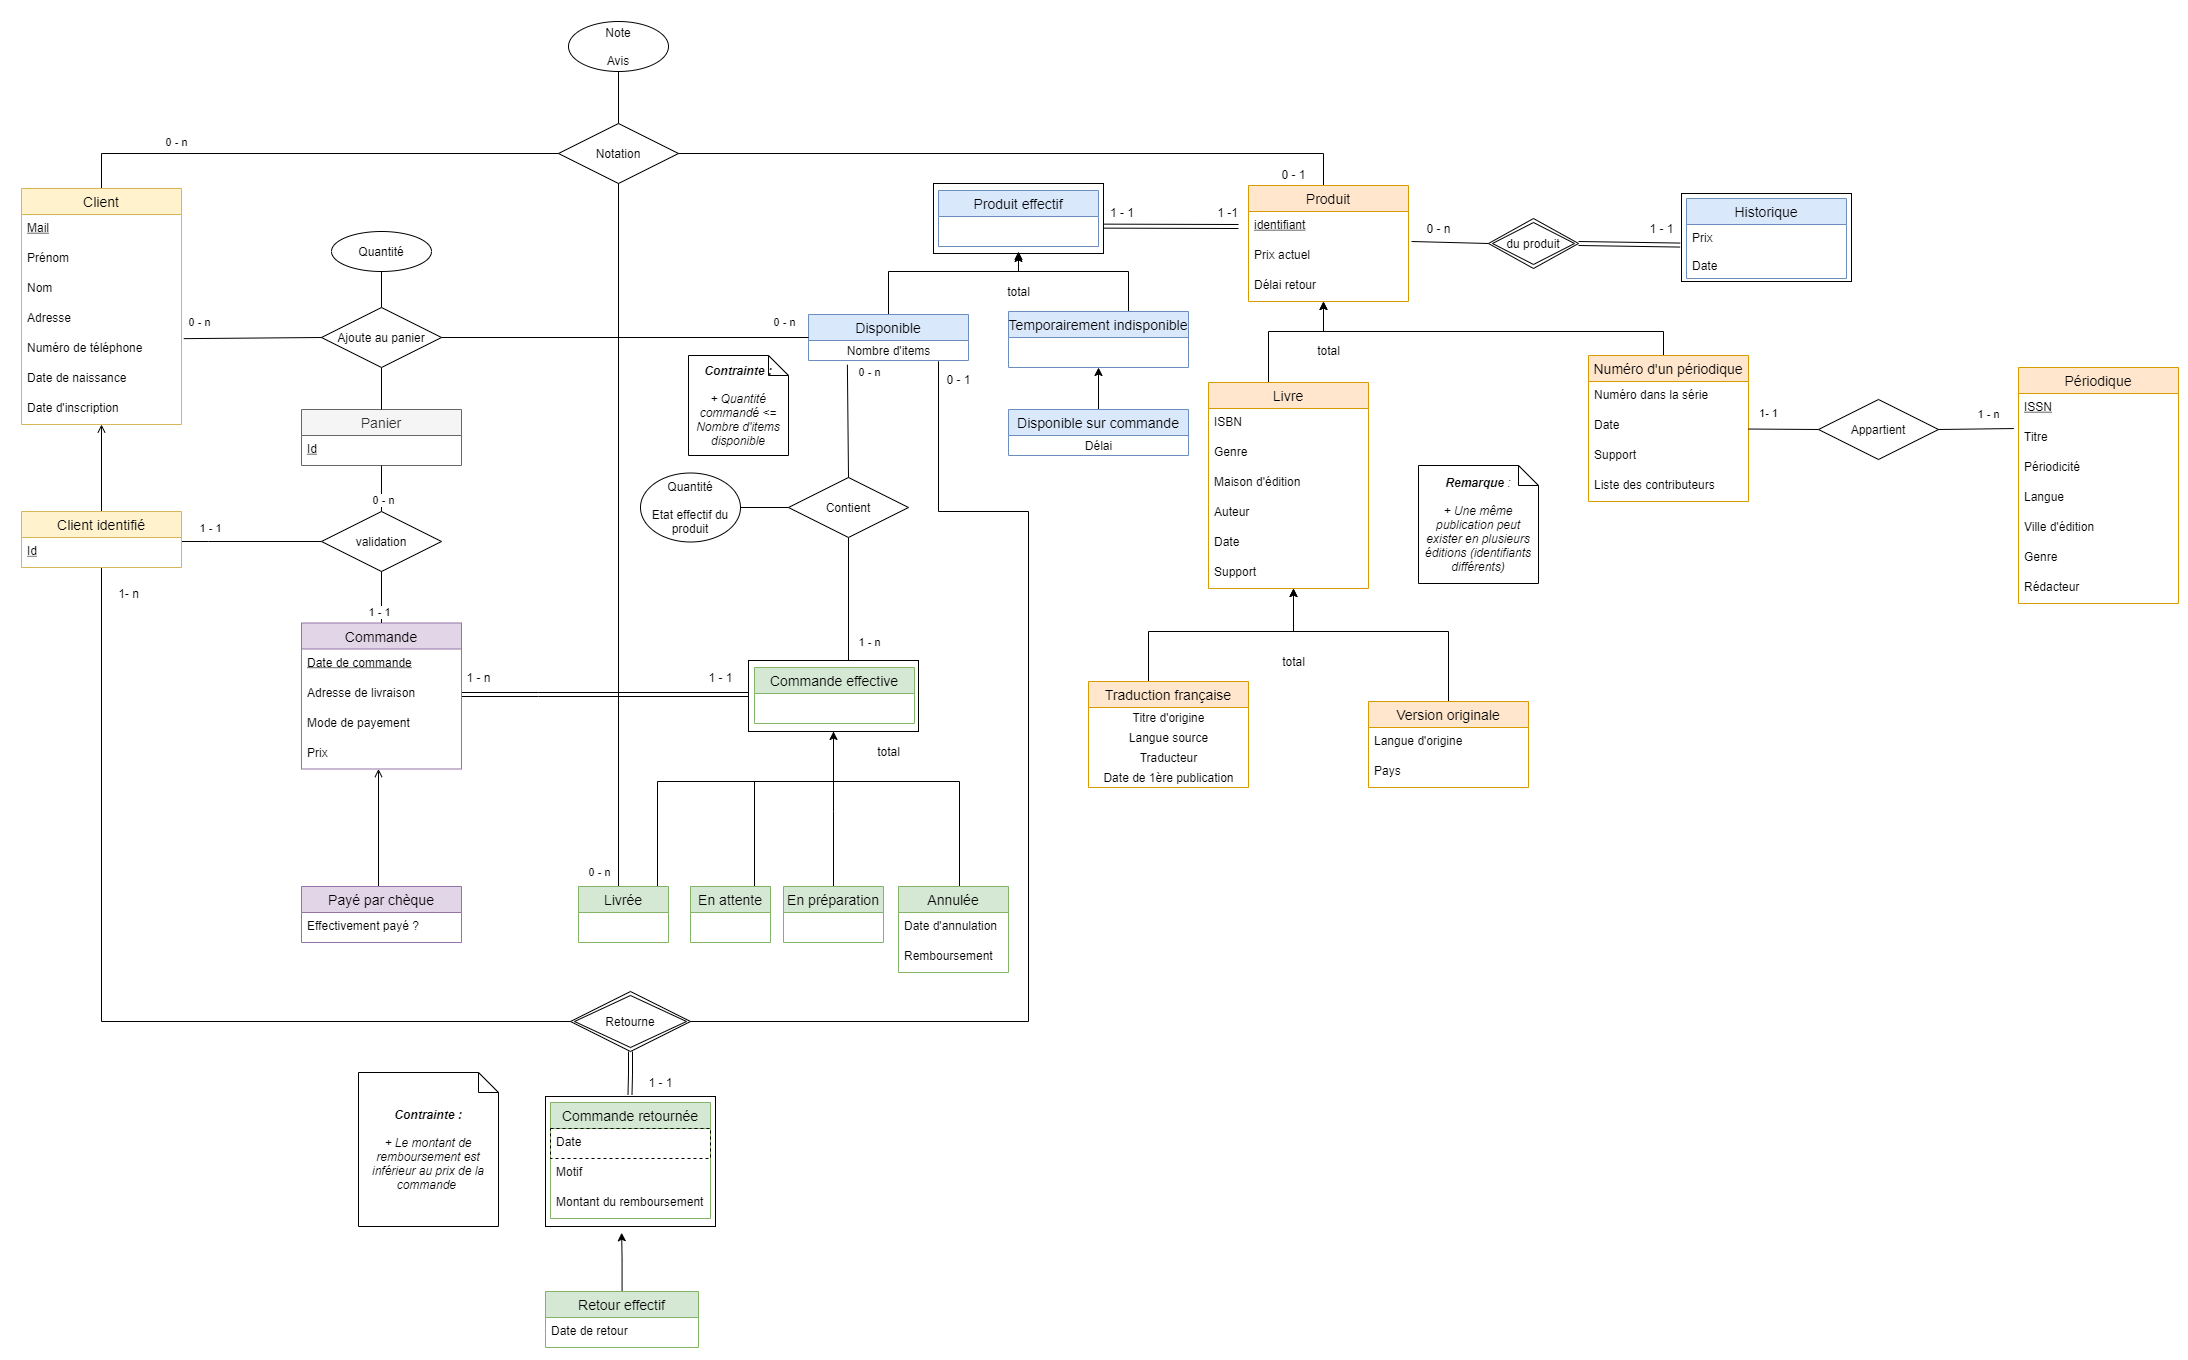 Note
Avis
Notation
0 - n
0 - 1
Client
Mail
Prénom
Nom
Adresse
Numéro de téléphone
Date de naissance
Date d'inscription
Quantité
Ajoute au panier
0 - n
0 - n
Panier
Id
Produit effectif
1 - 1
1 -1
total
Produit
identifiant
Prix actuel
Délai retour
0 - n
du produit
1 - 1
Historique
Prix
Date
Disponible
Nombre d'items
Temporairement indisponible
Disponible sur commande
Délai
Contrainte :
+ Quantité
commandé <=
Nombre d'items
disponible
0 - n
0 - 1
Quantité
Etat effectif du
produit
Contient
1 - n
total
Livre
ISBN
Genre
Maison d'édition
Auteur
Date
Support
Numéro d'un périodique
Numéro dans la série
Date
Support
Liste des contributeurs
1- 1
Appartient
1 - n
Périodique
ISSN
Titre
Périodicité
Langue
Ville d'édition
Genre
Rédacteur
Remarque :
+ Une même
publication peut
exister en plusieurs
éditions (identifiants
différents)
Client identifié
Id
1 - 1
0 - n
validation
1 - 1
1- n
Commande
Date de commande
Adresse de livraison
Mode de payement
Prix
1 - n
1 - 1
Commande effective
total
total
Traduction française
Titre d'origine
Langue source
Traducteur
Date de 1ère publication
Version originale
Langue d'origine
Pays
Payé par chèque
Effectivement payé ?
0 - n
Livrée
En attente
En préparation
Annulée
Date d'annulation
Remboursement
Retourne
1 - 1
Contrainte :
+ Le montant de
remboursement est
inférieur au prix de la
commande
Commande retournée
Date
Motif
Montant du remboursement
Retour effectif
Date de retour